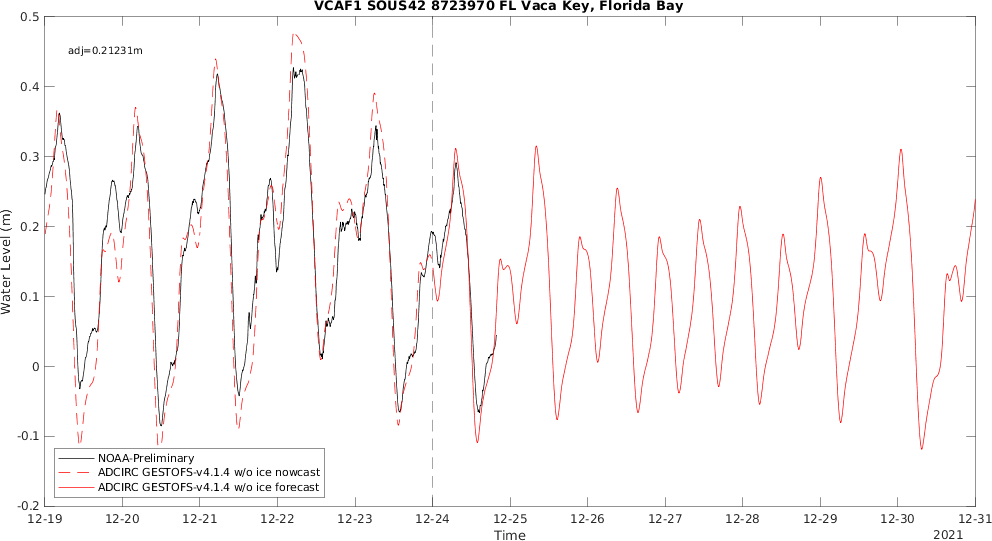 VCAF1 SOUS42 8723970 FL Vaca Key, Florida Bay
adj=0.21231m
Water Level (m)
0.5
0.4
0.3
0.2
0.1
0
-0.1
-0.2
NOAA-Preliminary
ADCIRC GESTOFS-v4.1.4 w/o ice nowcast
ADCIRC GESTOFS-v4.1.4 w/o ice forecast
12-19 12-20 12-21 12-22 12-23 12-24 12-25 12-26 12-27 12-28 12-29 12-30 12-31
Time
2021